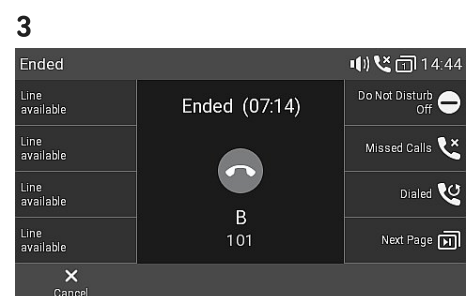 3
Ended 14:44
Line
available
Line
available
Line
available
Line
available
Ended (07:14)
B
101
Do Not Disturb
Off
Missed Calls
Dialed
Next Page
Cancel